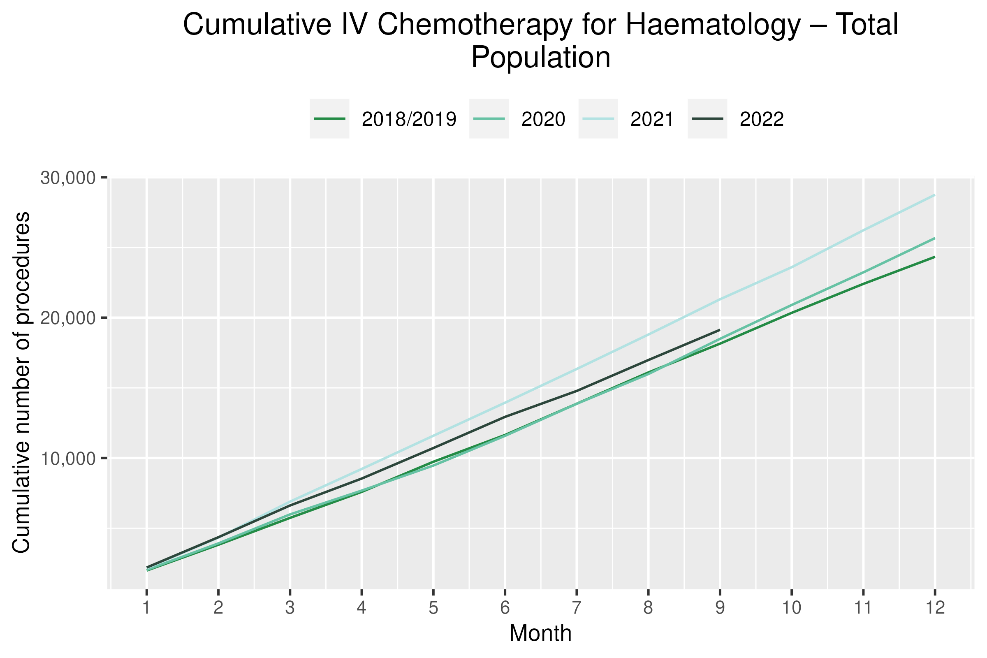 Cumulative IV Chemotherapy for Haematology – Total
Population
2018/2019 2020 2021 2022
30,000
20,000
10,000
Cumulative number of procedures
1 2 3 4 5 6 7 8 9 10 11 12
Month